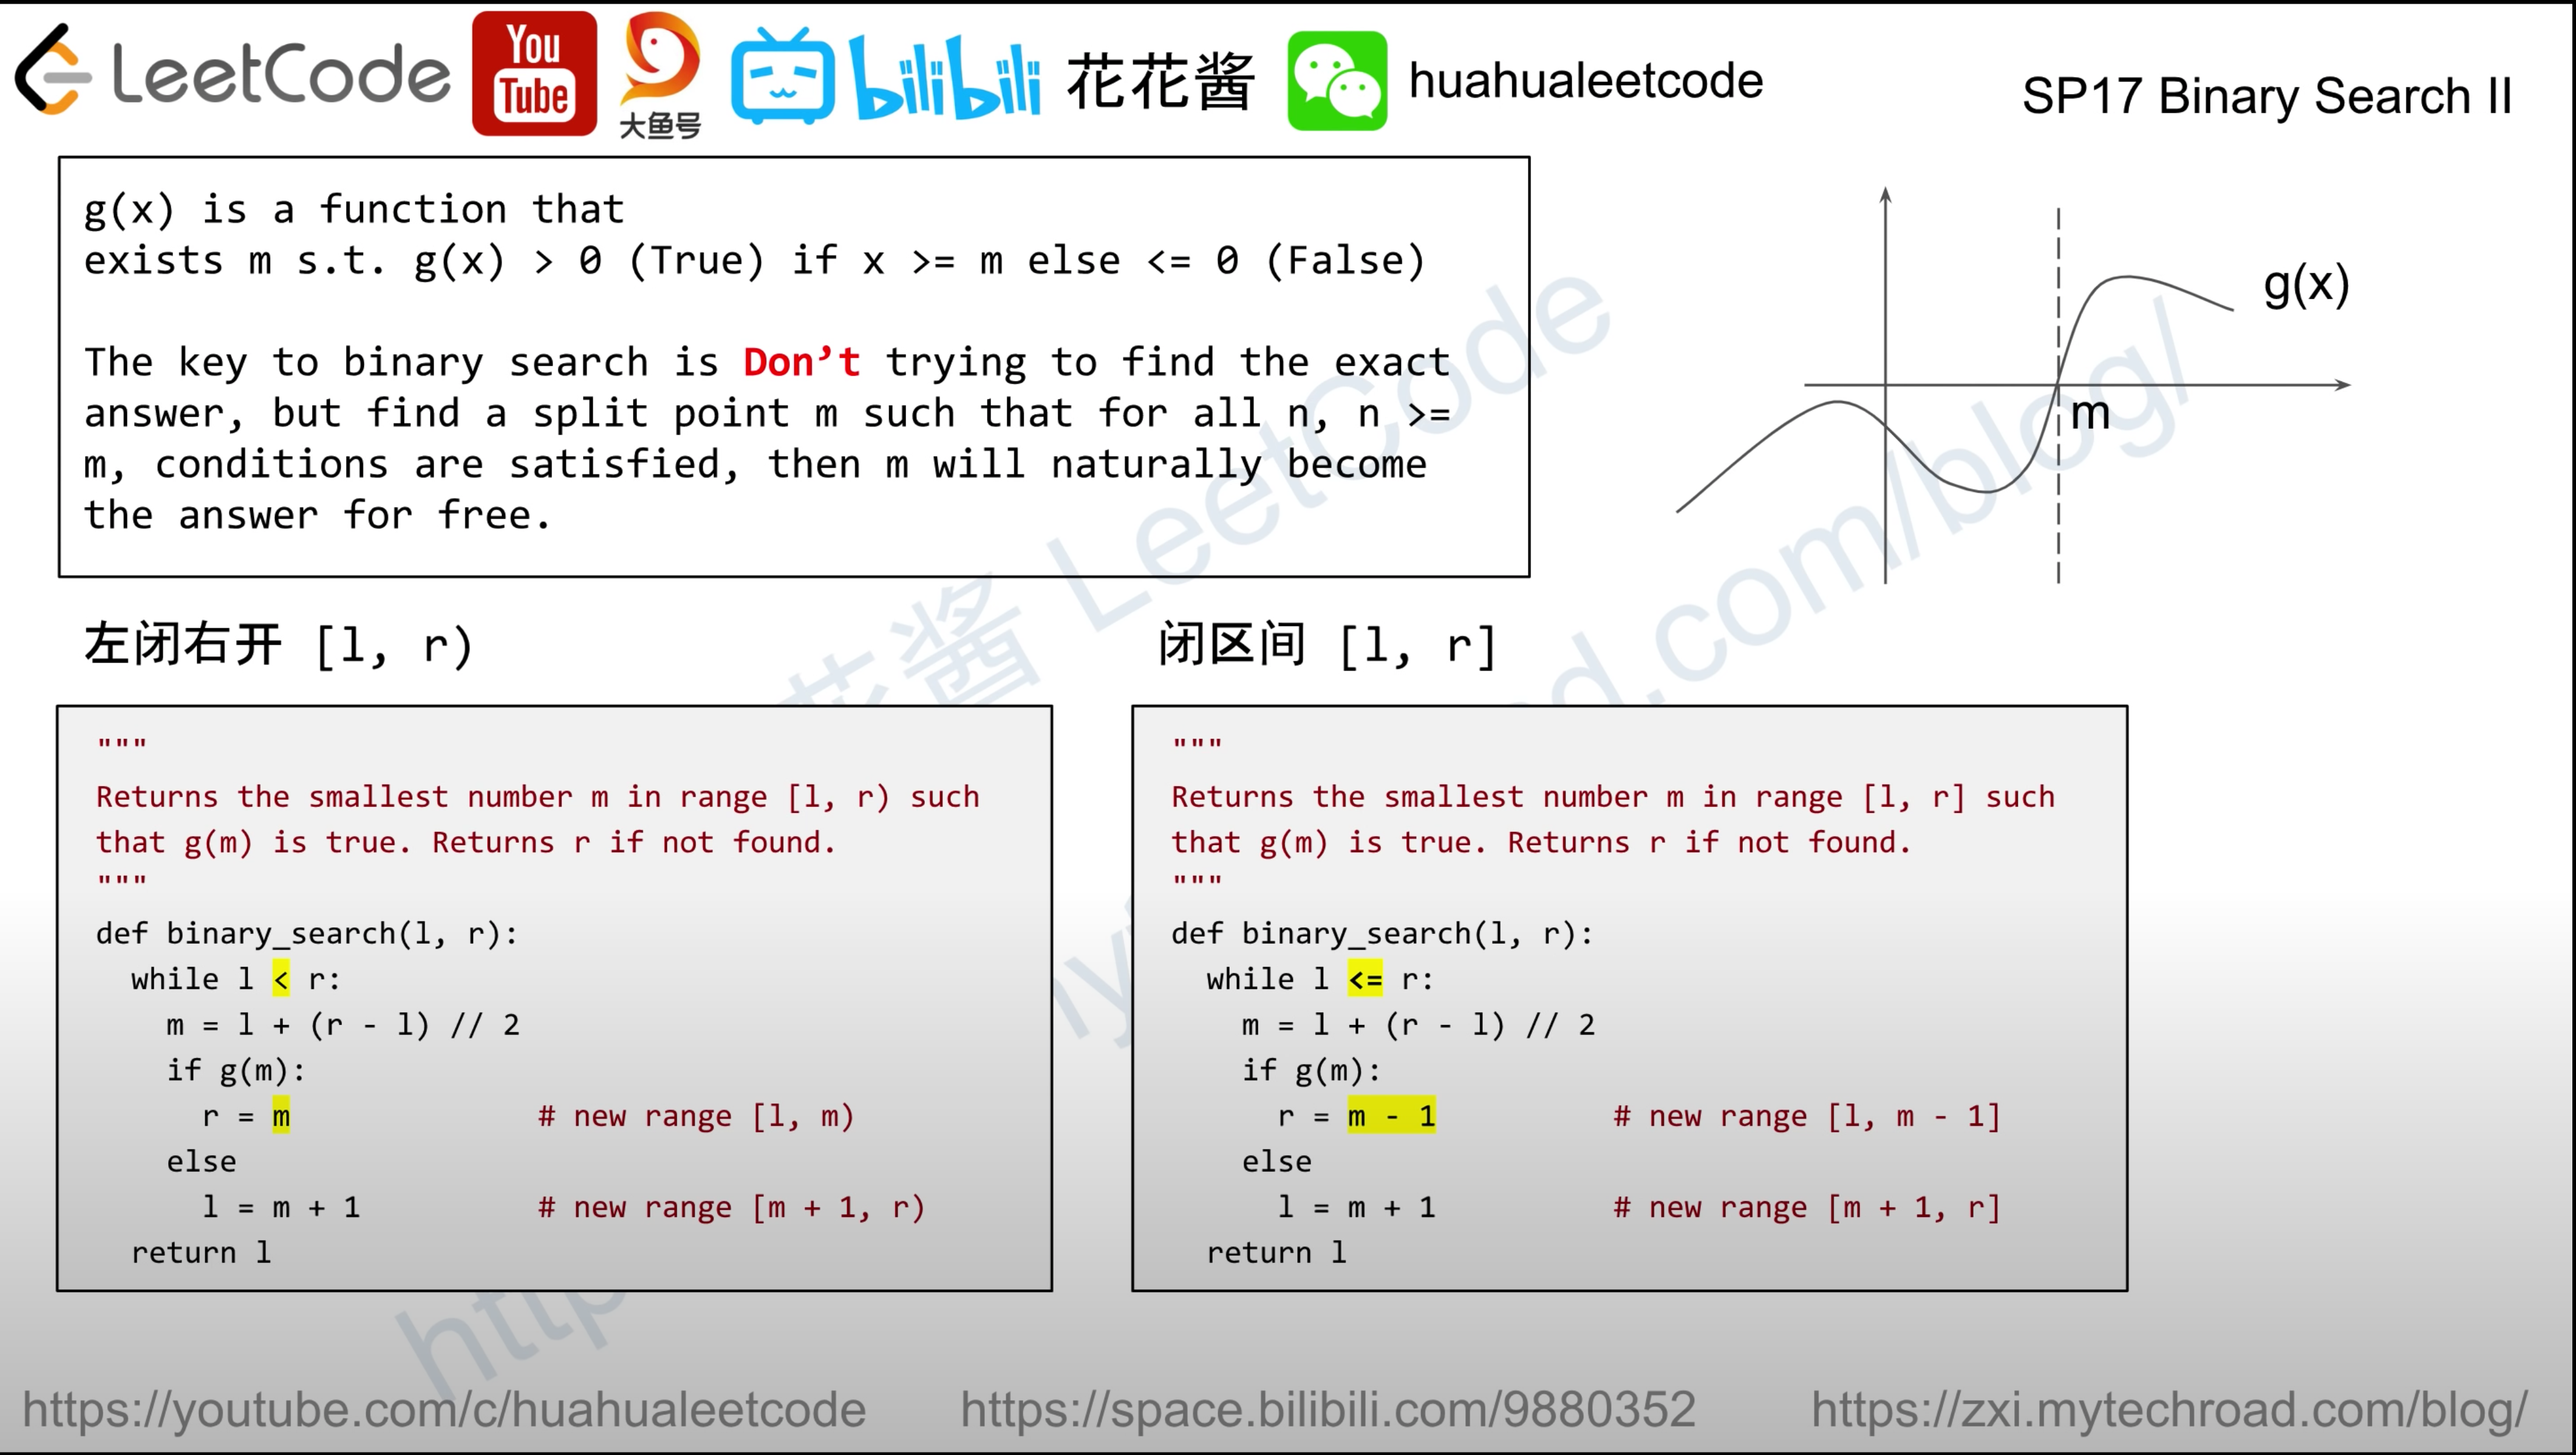 LeetCode
You
Tube
大鱼号
bilibili
花花酱
huahualeetcode
SP17 Binary Search II
g(x) is a function that
exists m s.t. g(x) > 0 (True) if x >= m else <= 0 (False)
The key to binary search is Don’t trying to find the exact
answer, but find a split point m such that for all n, n >=
m, conditions are satisfied, then m will naturally become
the answer for free.
g(x)
m
左闭右开 [l, r)
"""
Returns the smallest number m in range [l, r) such
that g(m) is true. Returns r if not found.
"""
def binary_search(l, r):
while l < r:
m = l + (r - l) // 2
if g(m):
r = m # new range [l, m)
else
l = m + 1 # new range [m + 1, r)
return l
闭区间 [l, r]
"""
Returns the smallest number m in range [l, r] such
that g(m) is true. Returns r if not found.
"""
def binary_search(l, r):
while l <= r:
m = l + (r - l) // 2
if g(m):
r = m - 1 # new range [l, m - 1]
else
l = m + 1 # new range [m + 1, r]
return l
花酱 LeetCode
https://youtube.com/c/huahualeetcode
https://space.bilibili.com/9880352
https://zxi.mytechroad.com/blog/